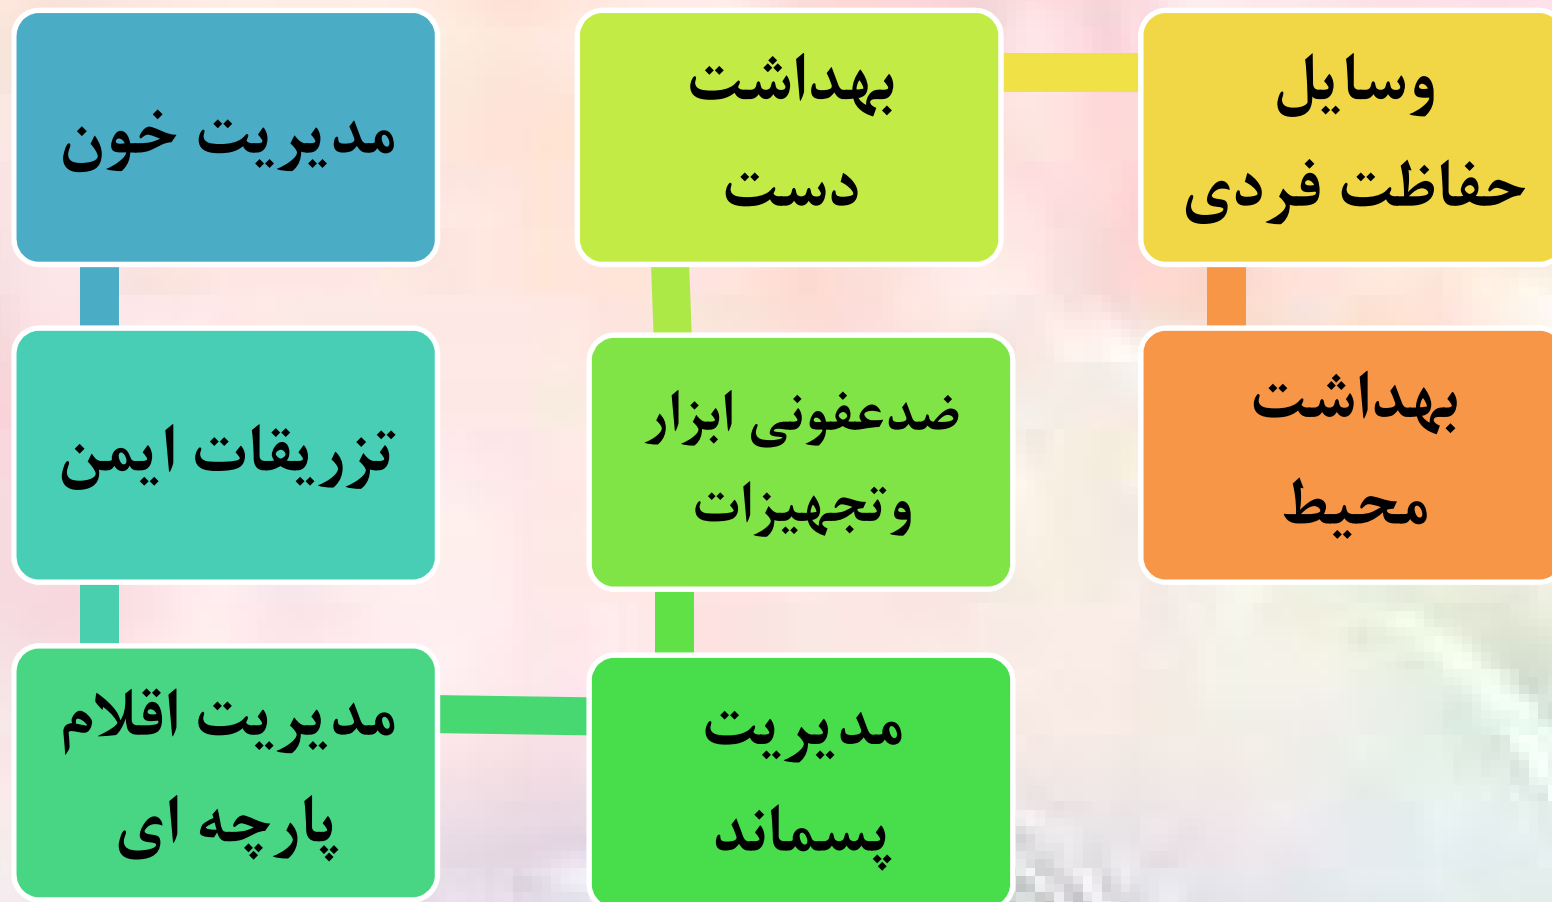 مدیریت خون
تزریقات ایمن
مدیریت اقلام
پارچه ای
مدیریت
پسماند
ضدعفونی ابزار
وتجهیزات
بهداشت
دست
وسایل
حفاظت فردی
بهداشت
محیط